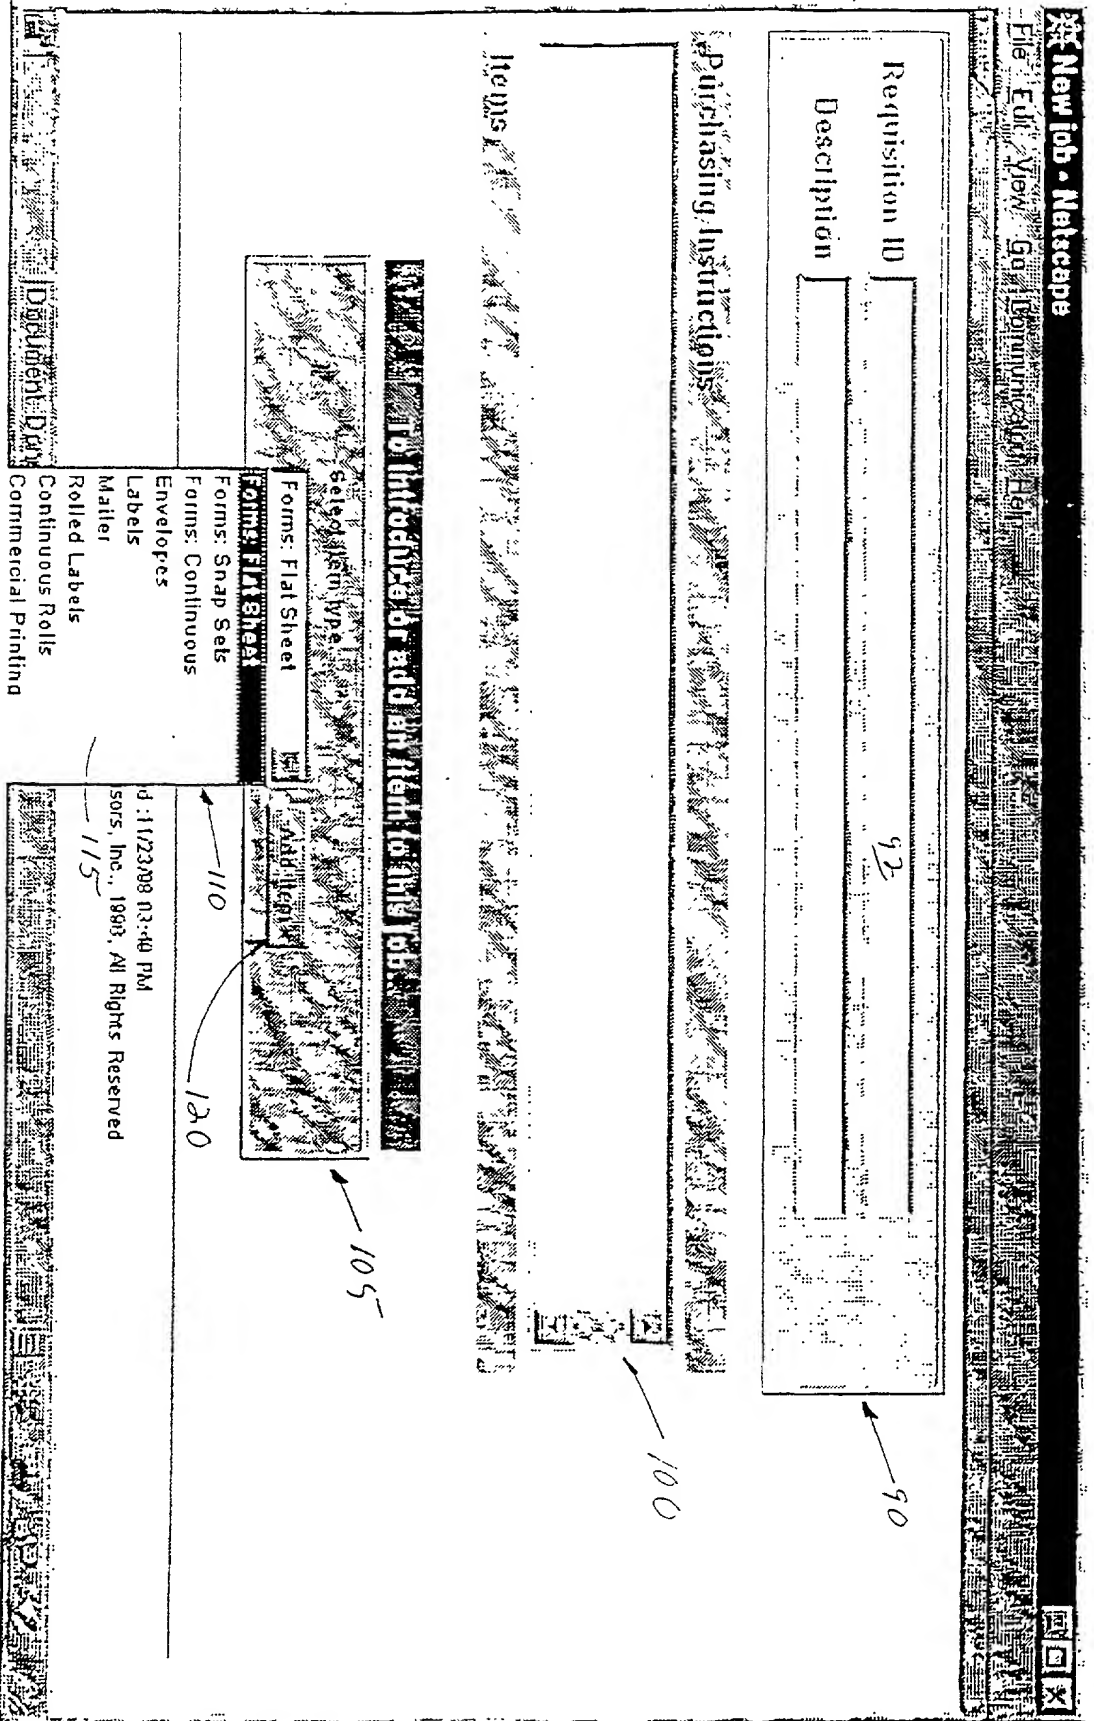 New job - Netscape
File Edit View Go Communicator Help
Requisition ID
92
Description
90
Purchasing Instructions
100
Items
To introduce or add any item to this job
105
Select item type
Forms: Flat Sheet
Add Item
Forms: Flat Sheet
Forms: Snap Sets
Forms: Continuous
Envelopes
Labels
Mailer
Rolled Labels
Continuous Rolls
Commercial Printing
110
120
d :11/23/98 03:40 PM
sors, Inc., 1998, All Rights Reserved
115
Document: Done